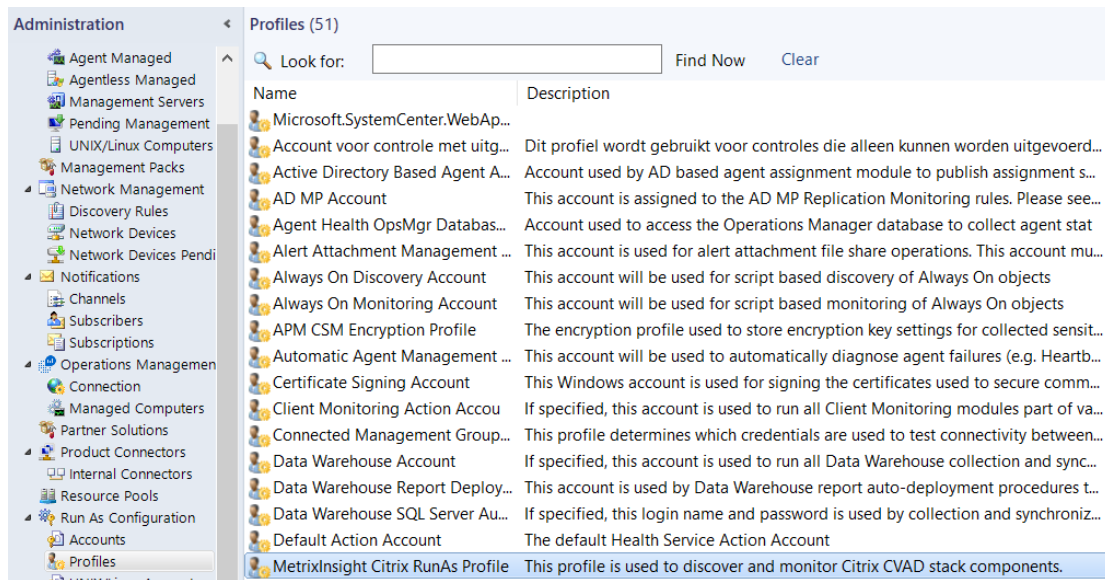 Administration
Agent Managed
Agentless Managed
Management Servers
Pending Management
UNIX/Linux Computers
Management Packs
Network Management
Discovery Rules
Network Devices
Network Devices Pendi
Notifications
Channels
Subscribers
Subscriptions
Operations Managemen
Connection
Managed Computers
Partner Solutions
Product Connectors
Internal Connectors
Resource Pools
Run As Configuration
Accounts
Profiles
Profiles (51)
Look for: Find Now Clear
Name Description
Microsoft.SystemCenter.WebAp...
Account voor controle met uitg... Dit profiel wordt gebruikt voor controles die alleen kunnen worden uitgevoerd...
Active Directory Based Agent A... Account used by AD based agent assignment module to publish assignment s...
AD MP Account This account is assigned to the AD MP Replication Monitoring rules. Please see...
Agent Health OpsMgr Databas... Account used to access the Operations Manager database to collect agent stat
Alert Attachment Management ... This account is used for alert attachment file share operations. This account mu...
Always On Discovery Account This account will be used for script based discovery of Always On objects
Always On Monitoring Account This account will be used for script based monitoring of Always On objects
APM CSM Encryption Profile The encryption profile used to store encryption key settings for collected sensit...
Automatic Agent Management ... This account will be used to automatically diagnose agent failures (e.g. Heartb...
Certificate Signing Account This Windows account is used for signing the certificates used to secure comm...
Client Monitoring Action Accou If specified, this account is used to run all Client Monitoring modules part of va...
Connected Management Group... This profile determines which credentials are used to test connectivity between...
Data Warehouse Account If specified, this account is used to run all Data Warehouse collection and sync...
Data Warehouse Report Deploy... This account is used by Data Warehouse report auto-deployment procedures t...
Data Warehouse SQL Server Au... If specified, this login name and password is used by collection and synchroniz...
Default Action Account The default Health Service Action Account
MetrixInsight Citrix RunAs Profile This profile is used to discover and monitor Citrix CVAD stack components.